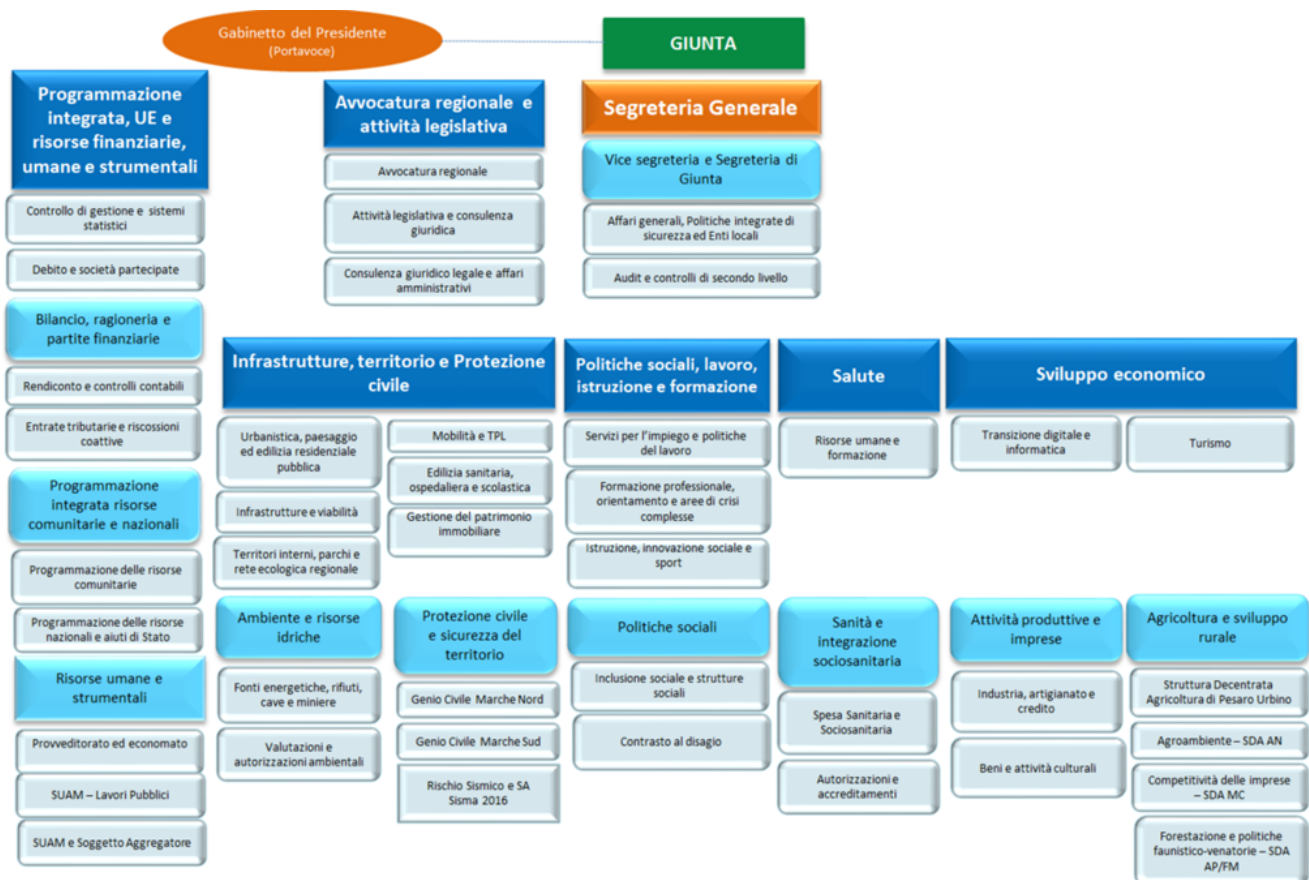 Gabinetto del Presidente
(Portavoce)
GIUNTA
Programmazione
integrata, UE e
risorse finanziarie,
umane e strumentali
Controllo di gestione e sistemi
statistici
Debito e società partecipate
Bilancio, ragioneria e
partite finanziarie
Rendiconto e controlli contabili
Entrate tributarie e riscossioni
coattive
Programmazione
integrata risorse
comunitarie e nazionali
Programmazione delle risorse
comunitarie
Programmazione delle risorse
nazionali e aiuti di Stato
Risorse umane e
strumentali
Provveditorato ed economato
SUAM – Lavori Pubblici
SUAM e Soggetto Aggregatore
Avvocatura regionale e
attività legislativa
Avvocatura regionale
Attività legislativa e consulenza
giuridica
Consulenza giuridico legale e affari
amministrativi
Segreteria Generale
Vice segreteria e Segreteria di
Giunta
Affari generali, Politiche integrate di
sicurezza ed Enti locali
Audit e controlli di secondo livello
Infrastrutture, territorio e Protezione
civile
Urbanistica, paesaggio
ed edilizia residenziale
pubblica
Infrastrutture e viabilità
Territori interni, parchi e
rete ecologica regionale
Mobilità e TPL
Edilizia sanitaria,
ospedaliera e scolastica
Gestione del patrimonio
immobiliare
Ambiente e risorse
idriche
Fonti energetiche, rifiuti,
cave e miniere
Valutazioni e
autorizzazioni ambientali
Protezione civile
e sicurezza del
territorio
Genio Civile Marche Nord
Genio Civile Marche Sud
Rischio Sismico e SA
Sisma 2016
Politiche sociali, lavoro,
istruzione e formazione
Servizi per l'impiego e politiche
del lavoro
Formazione professionale,
orientamento e aree di crisi
complesse
Istruzione, innovazione sociale e
sport
Politiche sociali
Inclusione sociale e strutture
sociali
Contrasto al disagio
Salute
Risorse umane e
formazione
Sanità e
integrazione
sociosanitaria
Spesa Sanitaria e
Sociosanitaria
Autorizzazioni e
accreditamenti
Sviluppo economico
Transizione digitale e
informatica
Turismo
Attività produttive e
imprese
Industria, artigianato e
credito
Beni e attività culturali
Agricoltura e sviluppo
rurale
Struttura Decentrata
Agricoltura di Pesaro Urbino
Agroambiente – SDA AN
Competitività delle imprese
– SDA MC
Forestazione e politiche
faunistico-venatorie – SDA
AP/FM